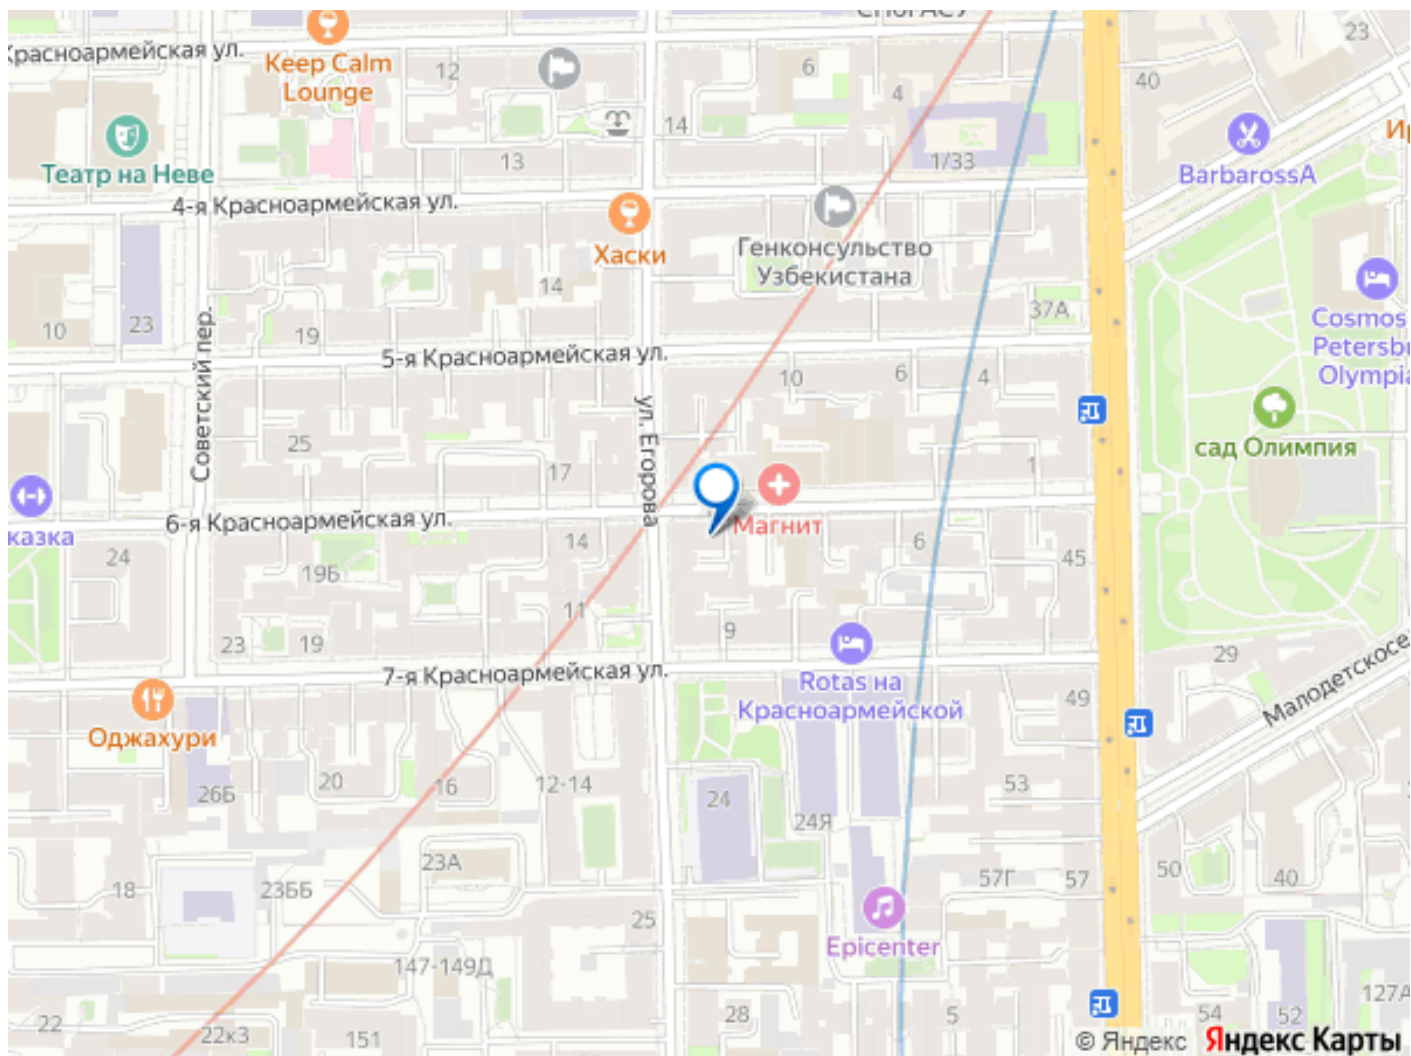 СПбГАСУ
Красноармейская ул.
Keep Calm
Lounge
12
6
4
40
23
14
Театр на Неве
13
1/33
BarbarossA
Ир
4-я Красноармейская ул.
Хаски
Генконсульство
Узбекистана
14
10
23
19
Советский пер.
37А
Cosmos
Petersbu
Olympia
5-я Красноармейская ул.
10
6
4
ул. Егорова
сад Олимпия
25
17
1
6-я Красноармейская ул.
Магнит
казка
24
14
6
45
19Б
11
23
19
9
29
7-я Красноармейская ул.
Rotas на
Красноармейской
49
Малодетскосе
Оджахури
26Б
20
16
12-14
24
24Я
53
18
23ББ
23А
57Г
57
50
40
25
Epicenter
147-149Д
22
22к3
151
28
5
54
52
127А
© Яндекс Яндекс Карты